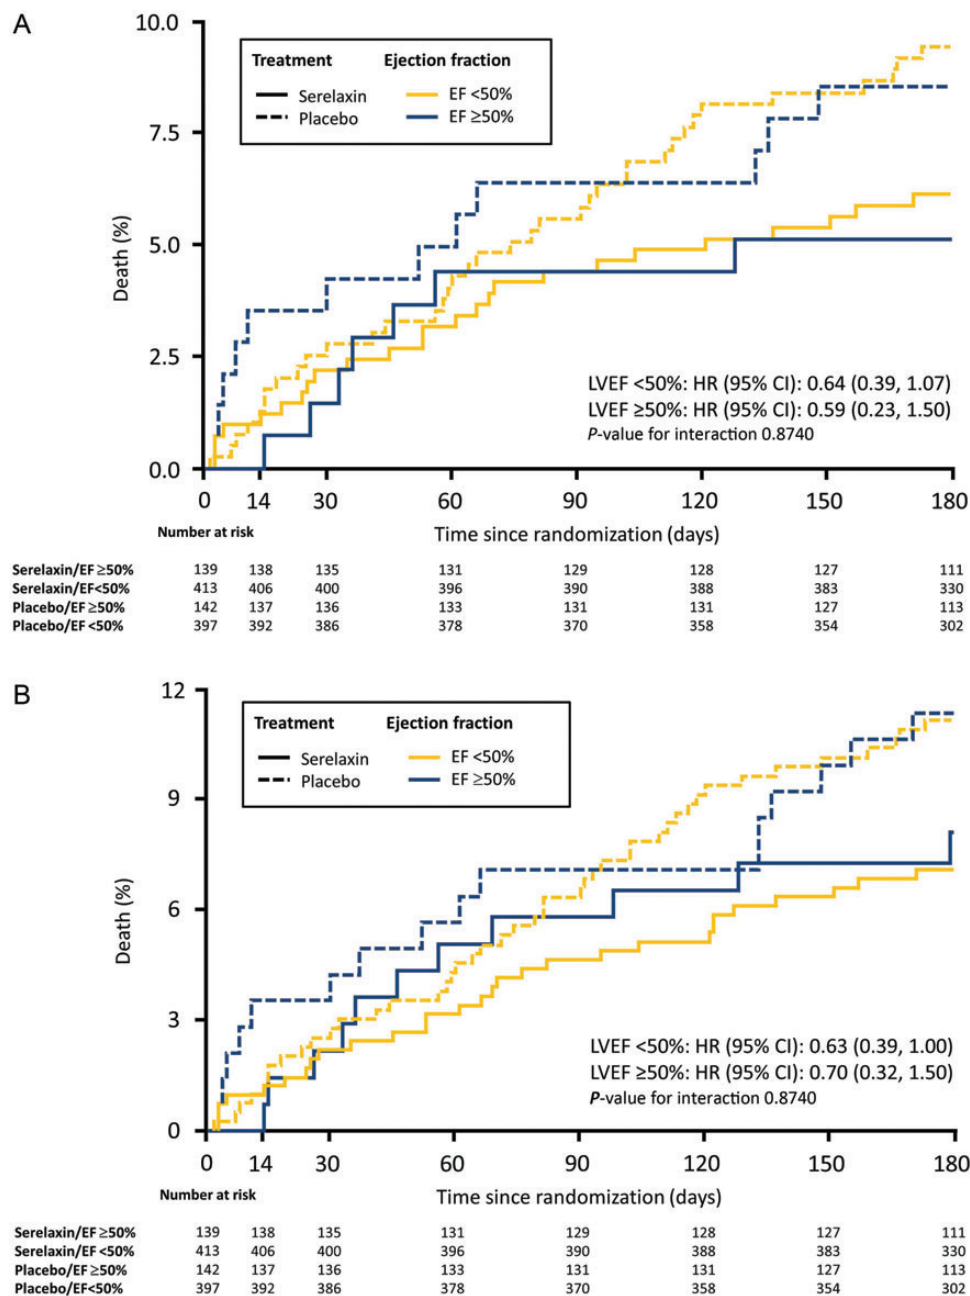 A
Treatment Ejection fraction
Serelaxin EF <50%
Placebo EF ≥50%
10.0
7.5
5.0
2.5
0.0
Death (%)
LVEF <50%: HR (95% CI): 0.64 (0.39, 1.07)
LVEF ≥50%: HR (95% CI): 0.59 (0.23, 1.50)
P-value for interaction 0.8740
0 14 30 60 90 120 150 180
Number at risk Time since randomization (days)
Serelaxin/EF ≥50% 139 138 135 131 129 128 127 111
Serelaxin/EF<50% 413 406 400 396 390 388 383 330
Placebo/EF ≥50% 142 137 136 133 131 131 127 113
Placebo/EF <50% 397 392 386 378 370 358 354 302
B
Treatment Ejection fraction
Serelaxin EF <50%
Placebo EF ≥50%
12
9
6
3
0
Death (%)
LVEF <50%: HR (95% CI): 0.63 (0.39, 1.00)
LVEF ≥50%: HR (95% CI): 0.70 (0.32, 1.50)
P-value for interaction 0.8740
0 14 30 60 90 120 150 180
Number at risk Time since randomization (days)
Serelaxin/EF ≥50% 139 138 135 131 129 128 127 111
Serelaxin/EF <50% 413 406 400 396 390 388 383 330
Placebo/EF ≥50% 142 137 136 133 131 131 127 113
Placebo/EF<50% 397 392 386 378 370 358 354 302